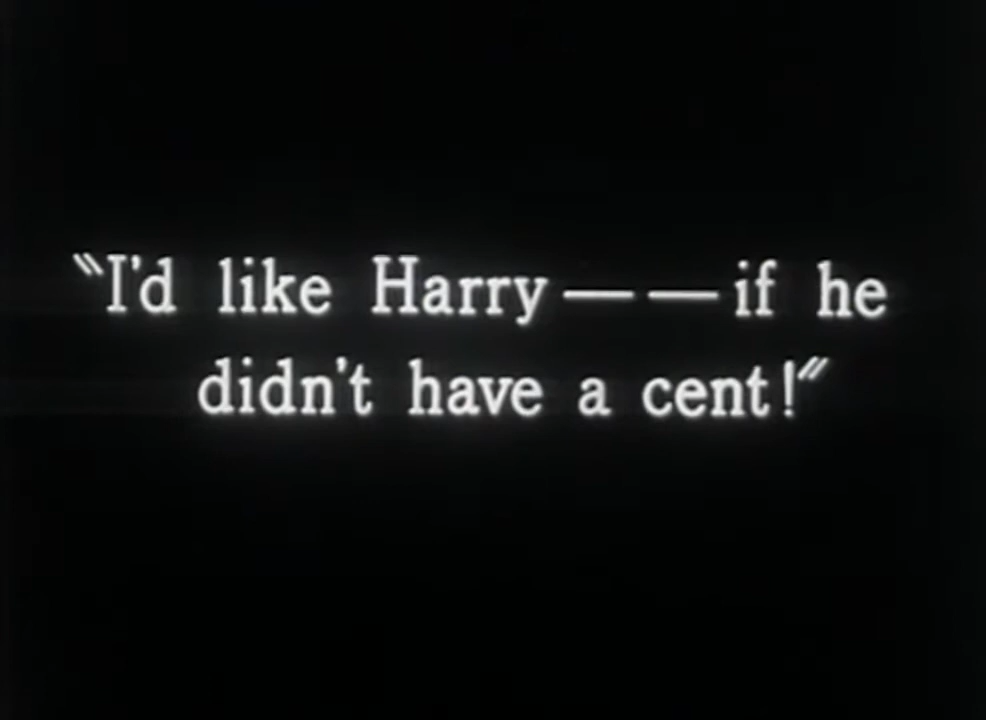 "I'd like Harry — — if he
didn't have a cent!"